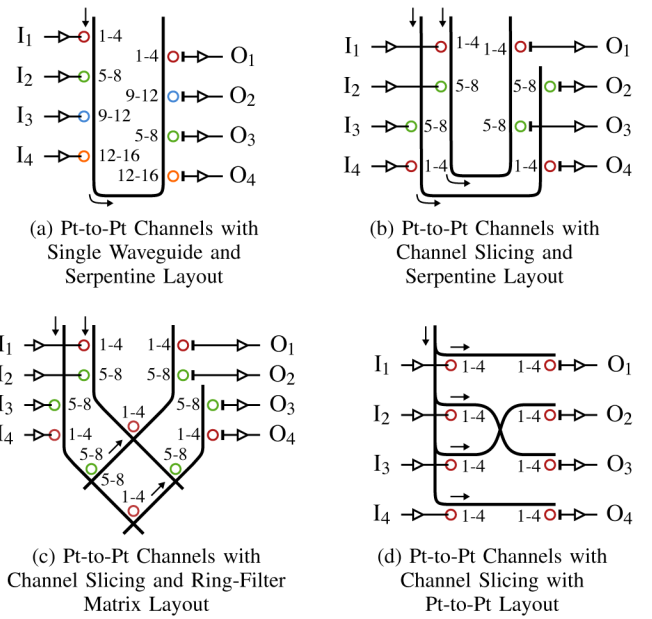 I1 1-4 1-4 O1
I2 5-8 9-12 O2
I3 9-12 5-8 O3
I4 12-16 12-16 O4
(a) Pt-to-Pt Channels with
Single Waveguide and
Serpentine Layout
I1 1-4 1-4 O1
I2 5-8 5-8 O2
I3 5-8 5-8 O3
I4 1-4 1-4 O4
(b) Pt-to-Pt Channels with
Channel Slicing and
Serpentine Layout
I1 1-4 1-4 O1
I2 5-8 5-8 O2
I3 5-8 1-4 5-8 O3
I4 1-4 1-4 O4
5-8 5-8
5-8
1-4
(c) Pt-to-Pt Channels with
Channel Slicing and Ring-Filter
Matrix Layout
I1 1-4 1-4 O1
I2 1-4 1-4 O2
I3 1-4 1-4 O3
I4 1-4 1-4 O4
(d) Pt-to-Pt Channels with
Channel Slicing with
Pt-to-Pt Layout